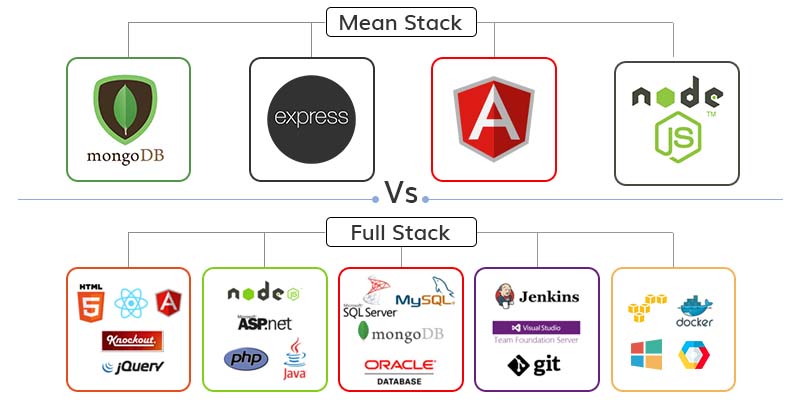 Mean Stack
mongoDB
express
A
node
TM
JS
Vs
Full Stack
HTML
5
A
Knockout.
jQuery
node JS
Microsoft
ASP.net
php
Java
Microsoft
SQL Server
MySQL
mongoDB
ORACLE
DATABASE
Jenkins
Visual Studio
Team Foundation Server
git
docker